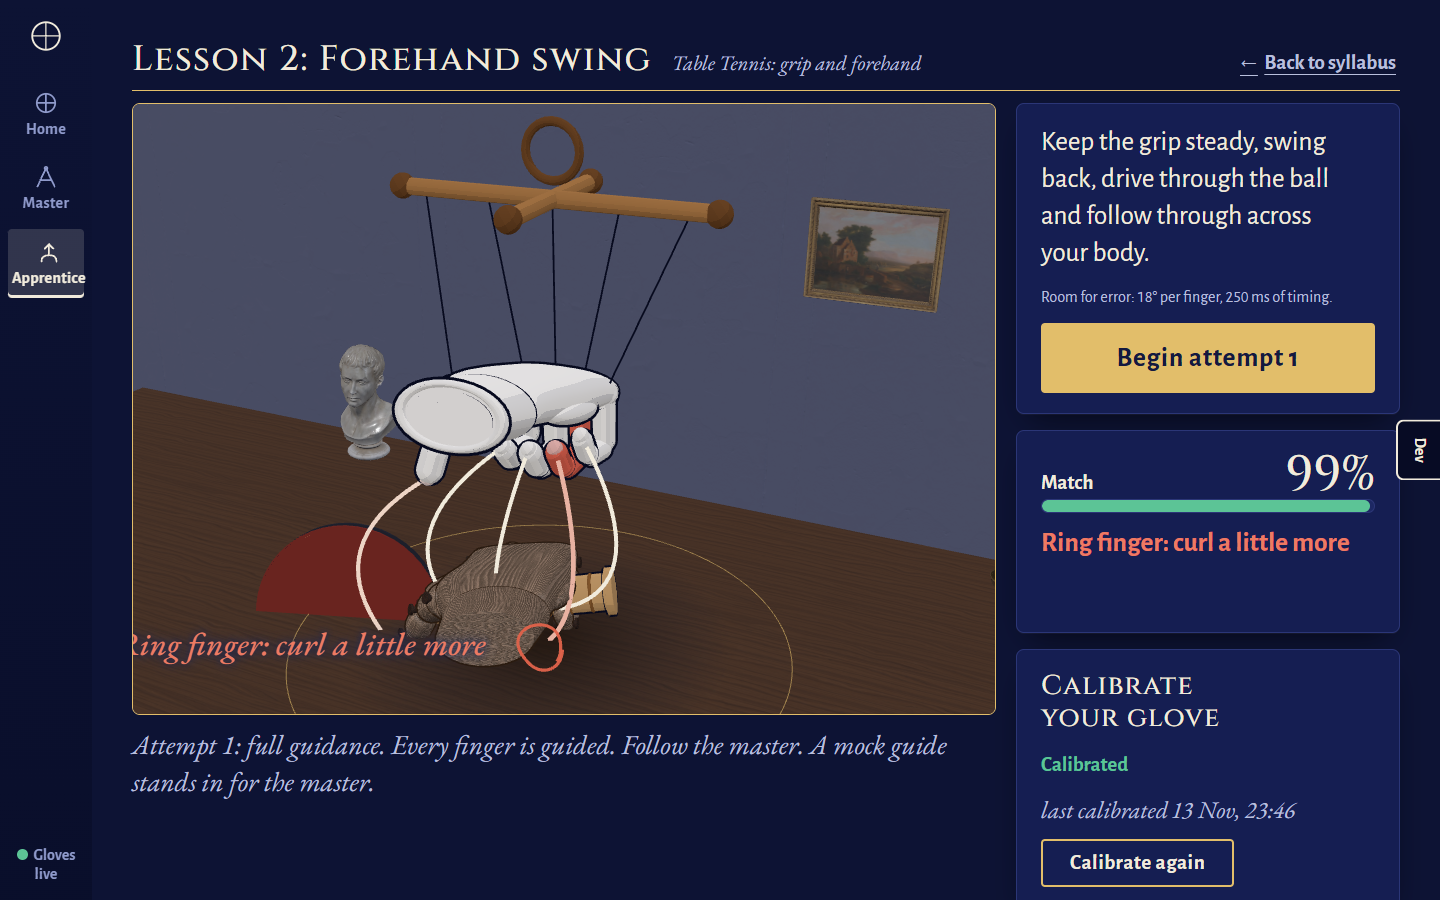 Lesson 2: Forehand swing
Table Tennis: grip and forehand
← Back to syllabus
Home
Master
Apprentice
Gloves
live
Ring finger: curl a little more
Attempt 1: full guidance. Every finger is guided. Follow the master. A mock guide
stands in for the master.
Keep the grip steady, swing
back, drive through the ball
and follow through across
your body.
Room for error: 18° per finger, 250 ms of timing.
Begin attempt 1
Dev
Match
99%
Ring finger: curl a little more
Calibrate
your glove
Calibrated
last calibrated 13 Nov, 23:46
Calibrate again